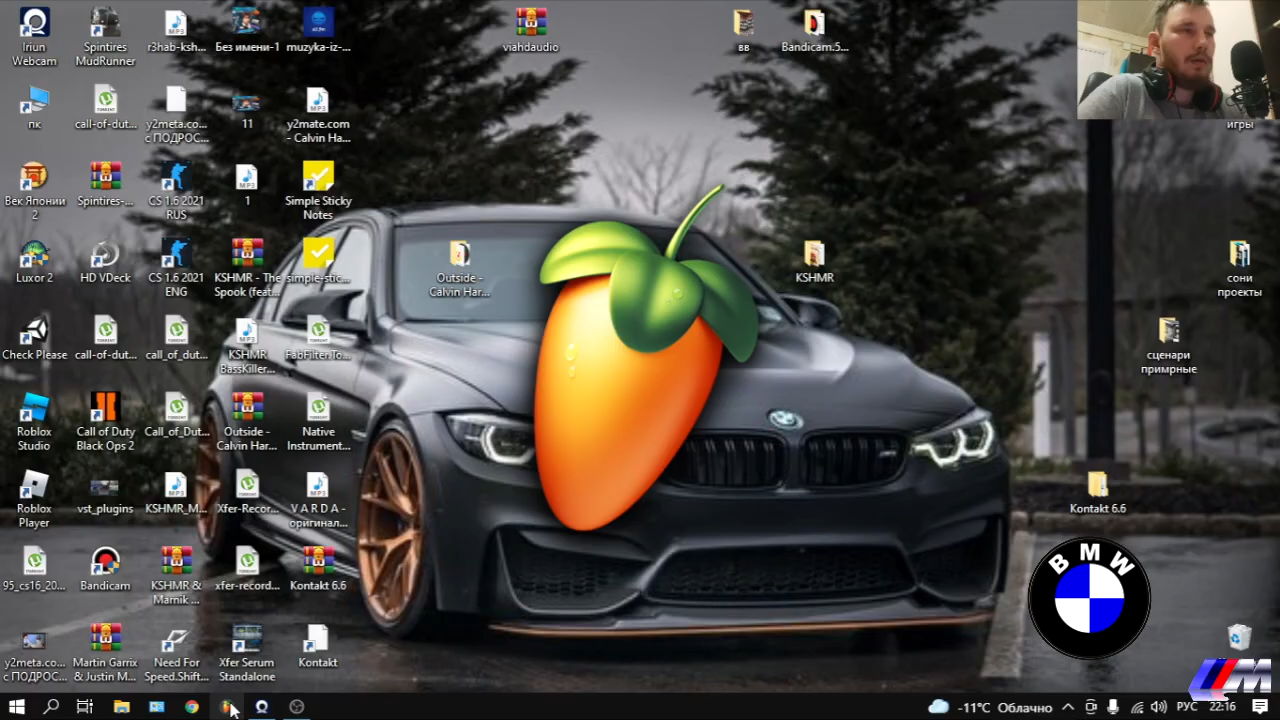 Iriun
Webcam
Spintires
MudRunner
r3hab-ksh...
Без имени-1
muzyka-iz-...
viahdaudio
вв
Bandicam.5...
игры
пк
call-of-dut...
y2meta.co...
с ПОДРОС...
11
y2mate.com
- Calvin Ha...
Век Японии
2
Spintires-...
CS 1.6 2021
RUS
1
Simple Sticky
Notes
Luxor 2
HD VDeck
CS 1.6 2021
ENG
KSHMR - The
Spook (feat...
simple-stic...
Outside -
Calvin Har...
KSHMR
сони
проекты
Check Please
call-of-dut...
call_of_dut...
KSHMR
BassKiller...
FabFilter.To...
сценари
примрные
Roblox
Studio
Call of Duty
Black Ops 2
Call_of_Dut...
Outside -
Calvin Har...
Native
Instrument...
Roblox
Player
vst_plugins
KSHMR_M...
Xfer-Recor...
V A R D A -
оригинал...
Kontakt 6.6
95_cs16_20...
Bandicam
KSHMR &
Marnik ...
xfer-record...
Kontakt 6.6
BMW
y2meta.co...
с ПОДРОС...
Martin Garrix
& Justin M...
Need For
Speed.Shift...
Xfer Serum
Standalone
Kontakt
M
-11°C Облачно
РУС
22:16